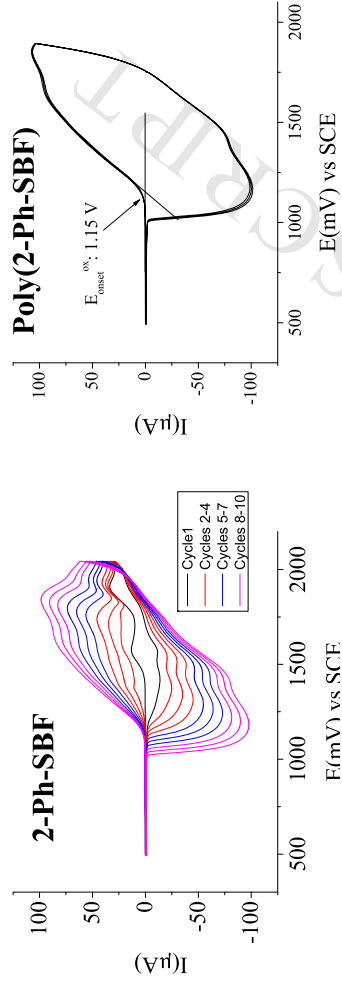 2-Ph-SBF
I(μA)
100
50
0
-50
-100
500
1000
1500
2000
E(mV) vs SCE
Cycle1
Cycles 2-4
Cycles 5-7
Cycles 8-10
Poly(2-Ph-SBF)
I(μA)
100
50
0
-50
-100
500
1000
1500
2000
E(mV) vs SCE
E onset ox: 1.15 V
SCRIPT